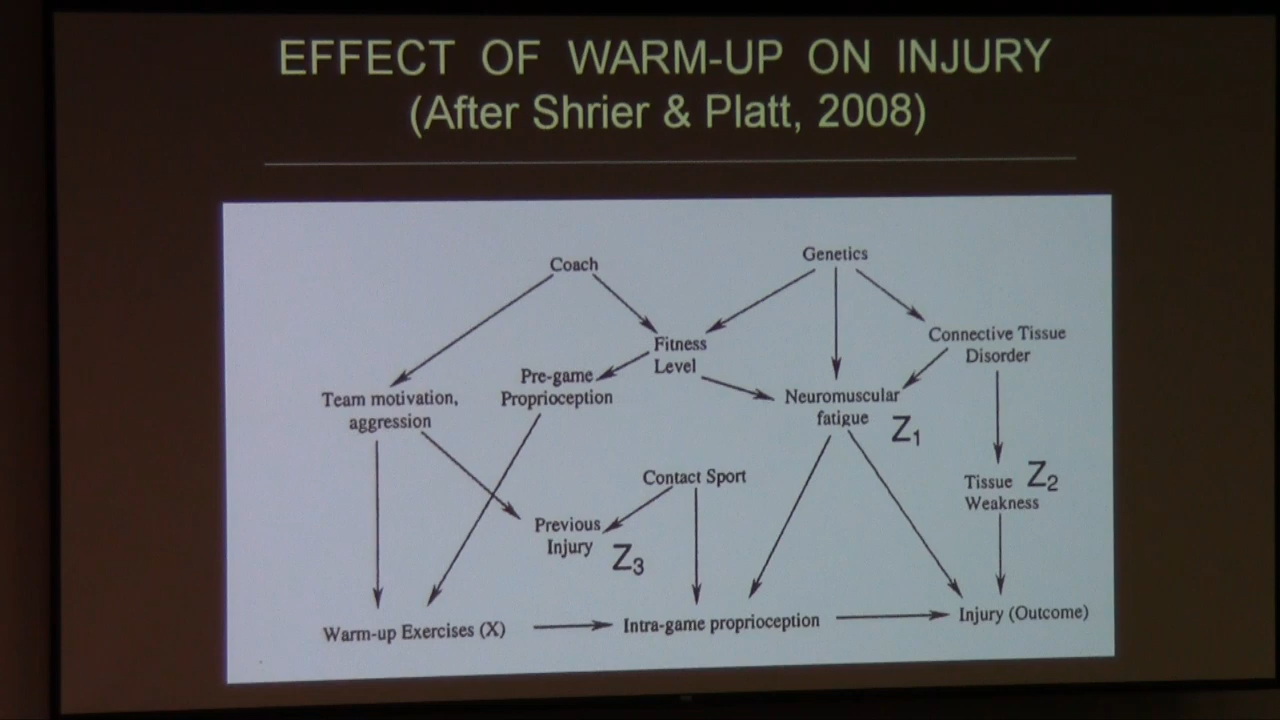 EFFECT OF WARM-UP ON INJURY
(After Shrier & Platt, 2008)
Coach
Genetics
Fitness
Level
Connective Tissue
Disorder
Pre-game
Proprioception
Team motivation,
aggression
Neuromuscular
fatigue
Z1
Contact Sport
Tissue
Weakness
Z2
Previous
Injury
Z3
Warm-up Exercises (X)
Intra-game proprioception
Injury (Outcome)